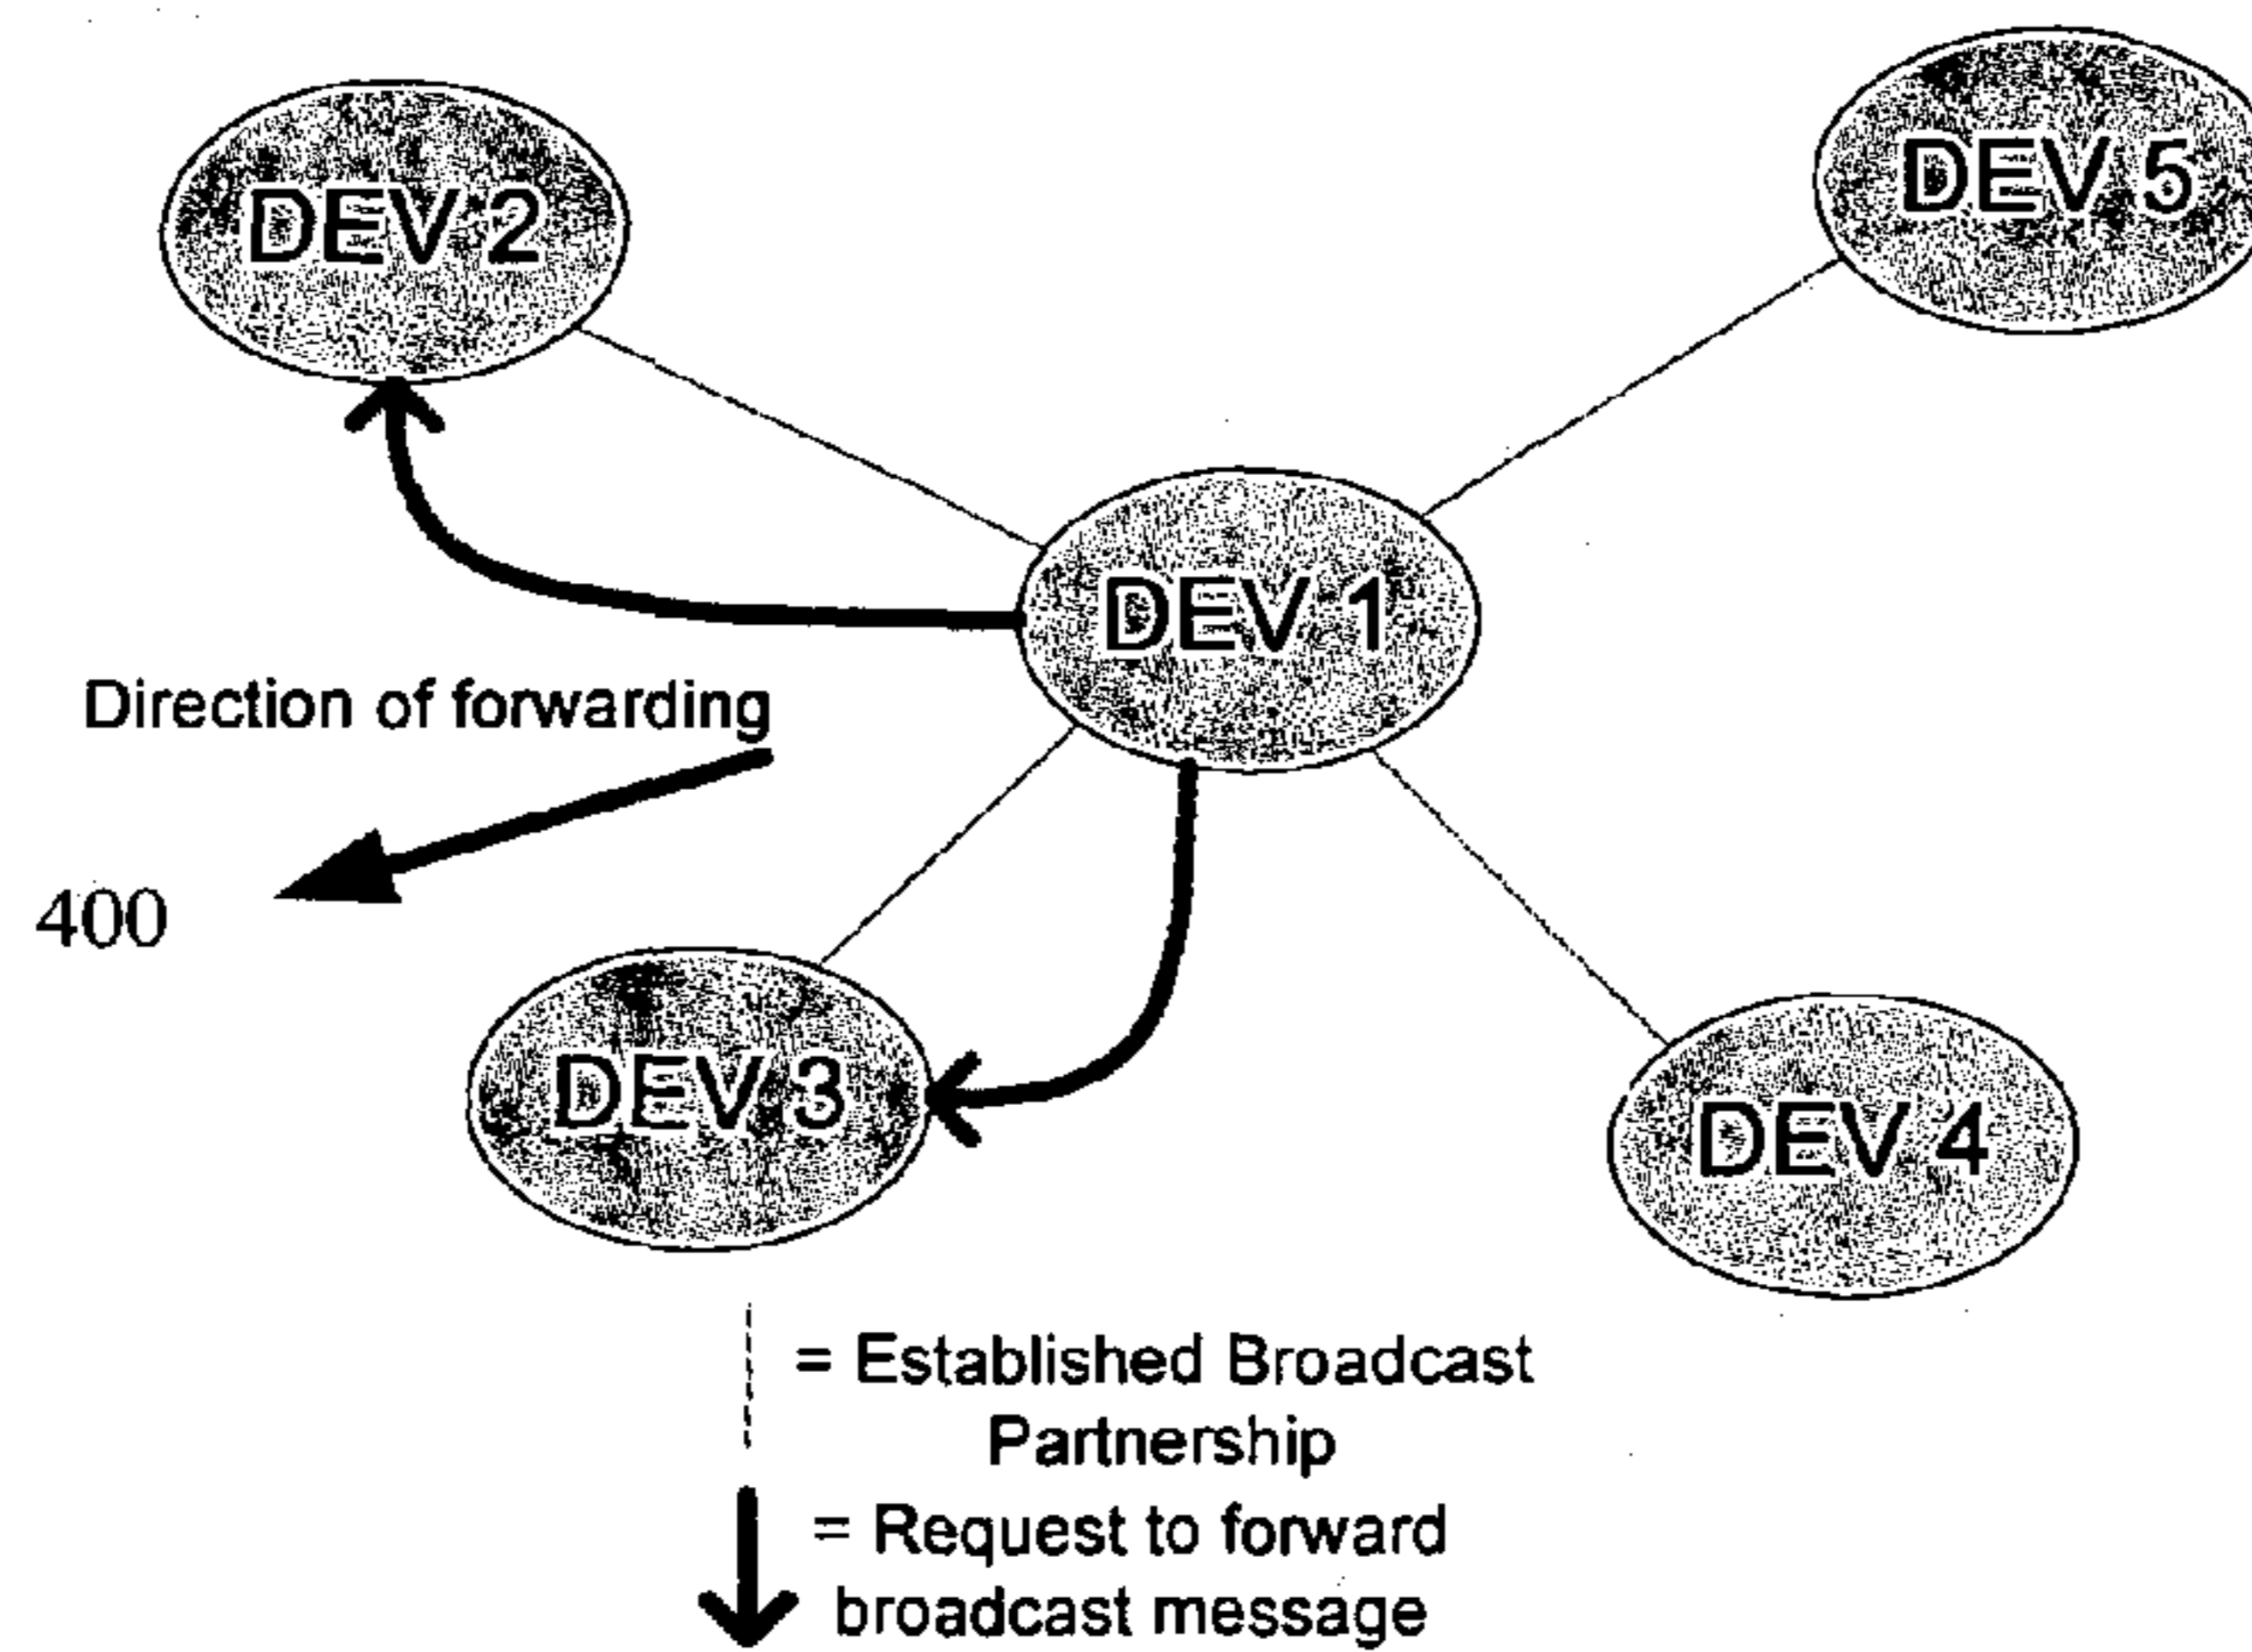 DEV 2
DEV 5
DEV 1
Direction of forwarding
400
DEV 3
DEV 4
= Established Broadcast
Partnership
= Request to forward
broadcast message